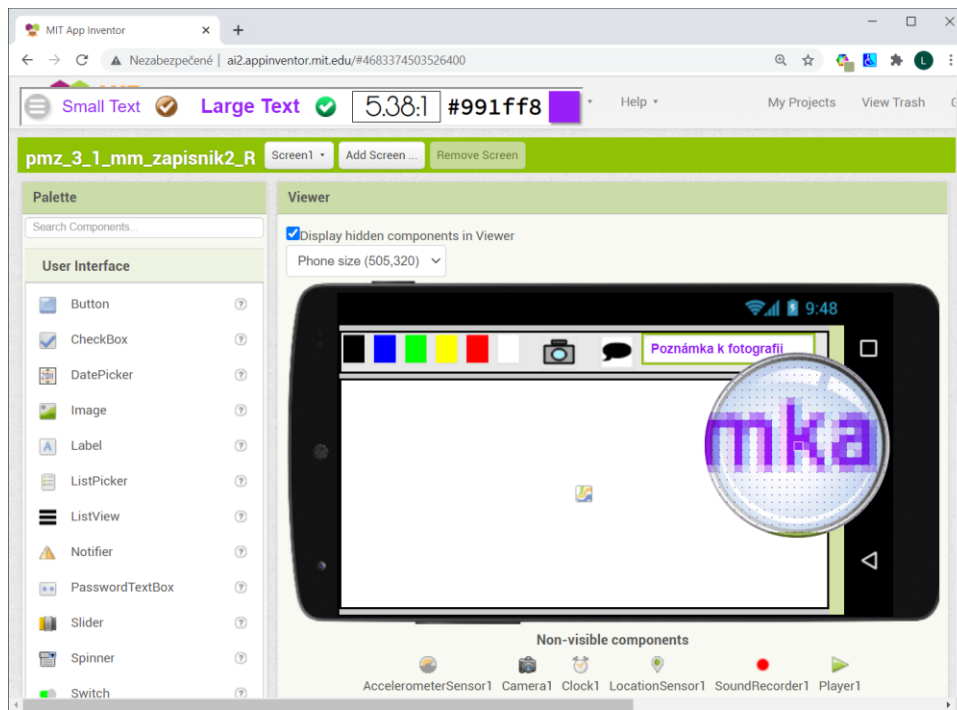 MIT App Inventor
Nezabezpečené | ai2.appinventor.mit.edu/#4683374503526400
L
Small Text Large Text 5.38:1 #991ff8
Help My Projects View Trash
pmz_3_1_mm_zapisnik2_R Screen1 Add Screen ... Remove Screen
Palette
Viewer
Search Components...
Display hidden components in Viewer
Phone size (505,320)
User Interface
Button ?
CheckBox ?
DatePicker ?
Image ?
Label ?
ListPicker ?
ListView ?
Notifier ?
PasswordTextBox ?
Slider ?
Spinner ?
Switch ?
9:48
Poznámka k fotografii
mka
Non-visible components
AccelerometerSensor1 Camera1 Clock1 LocationSensor1 SoundRecorder1 Player1